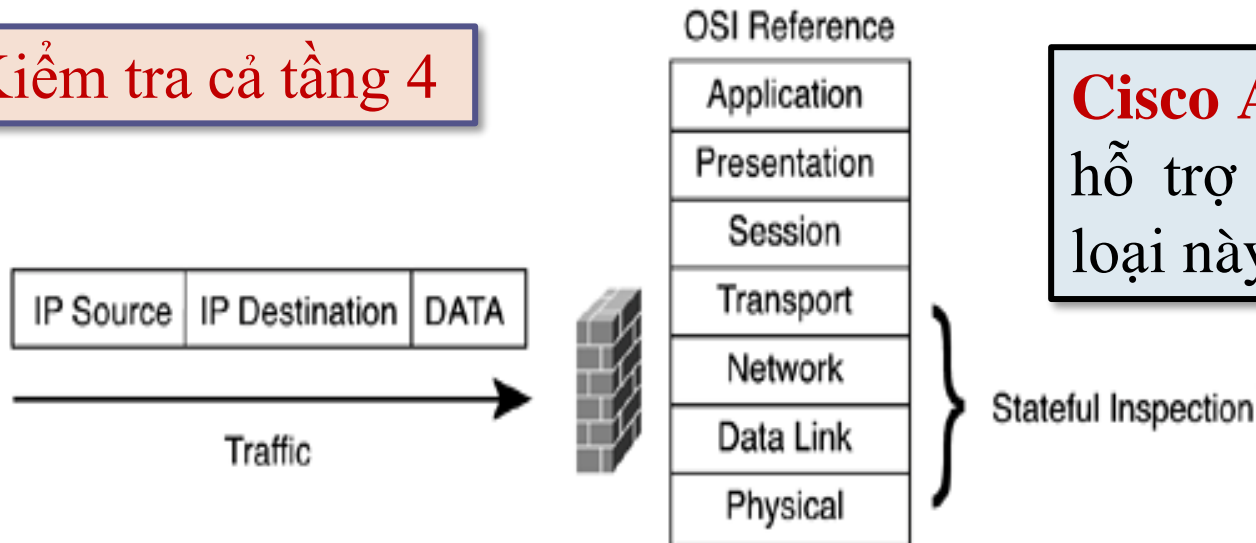 Kiểm tra cả tầng 4
OSI Reference
Application
Presentation
Session
Transport
Network
Data Link
Physical
Cisco
hỗ trợ
loại này
IP Source IP Destination DATA
Traffic
Stateful Inspection